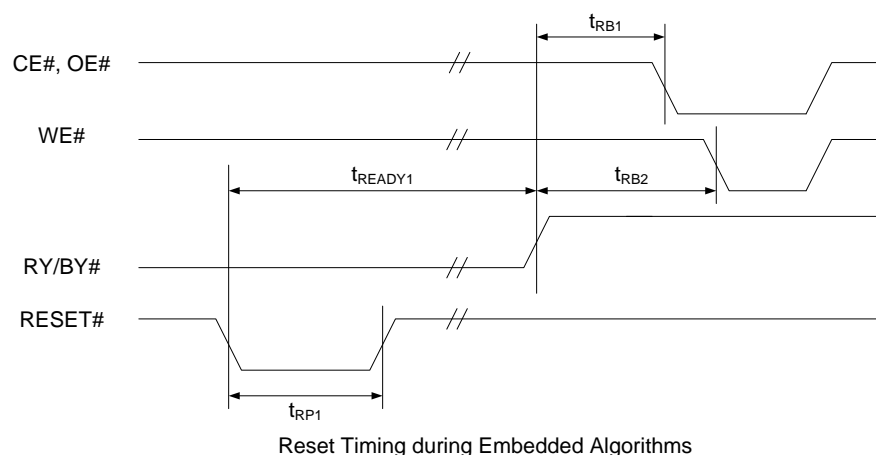 tRB1
CE#, OE#
WE#
tREADY1
tRB2
RY/BY#
RESET#
tRP1
Reset Timing during Embedded Algorithms